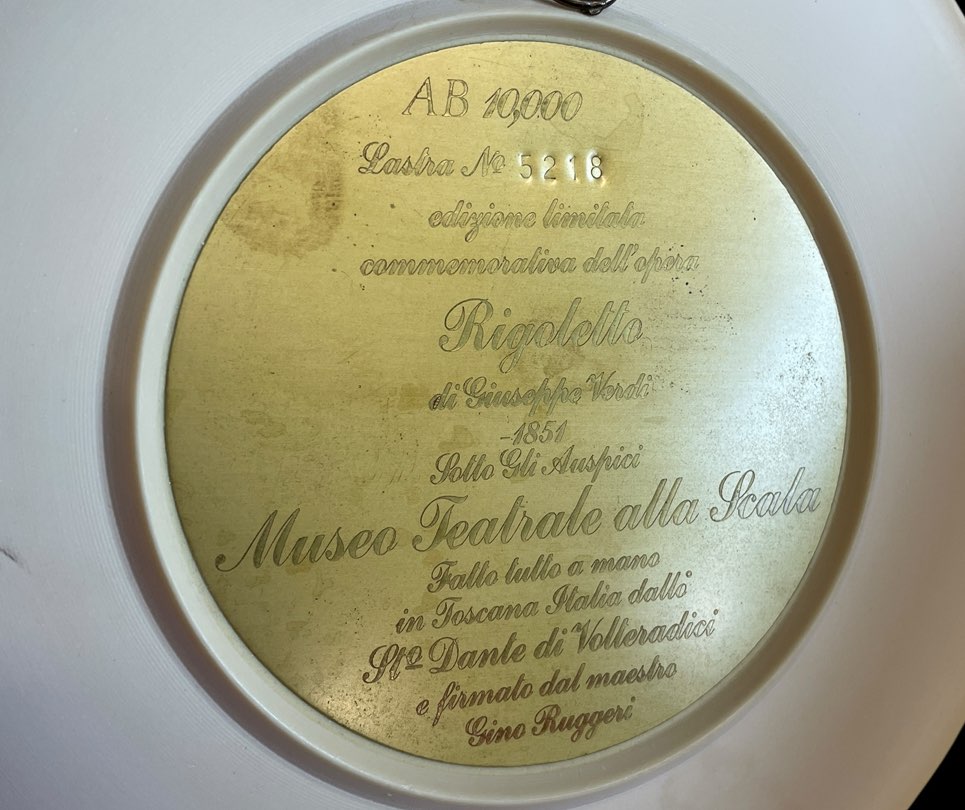 AB 10,000
Lastra Nº 5218
edizione limitata
commemorativa dell'opera
Rigoletto
di Giuseppe Verdi
-1851
Sotto Gli Auspici
Museo Teatrale alla Scala
Fatto tutto a mano
in Toscana Italia dallo
Stº Dante di Volteradici
e firmato dal maestro
Gino Ruggeri